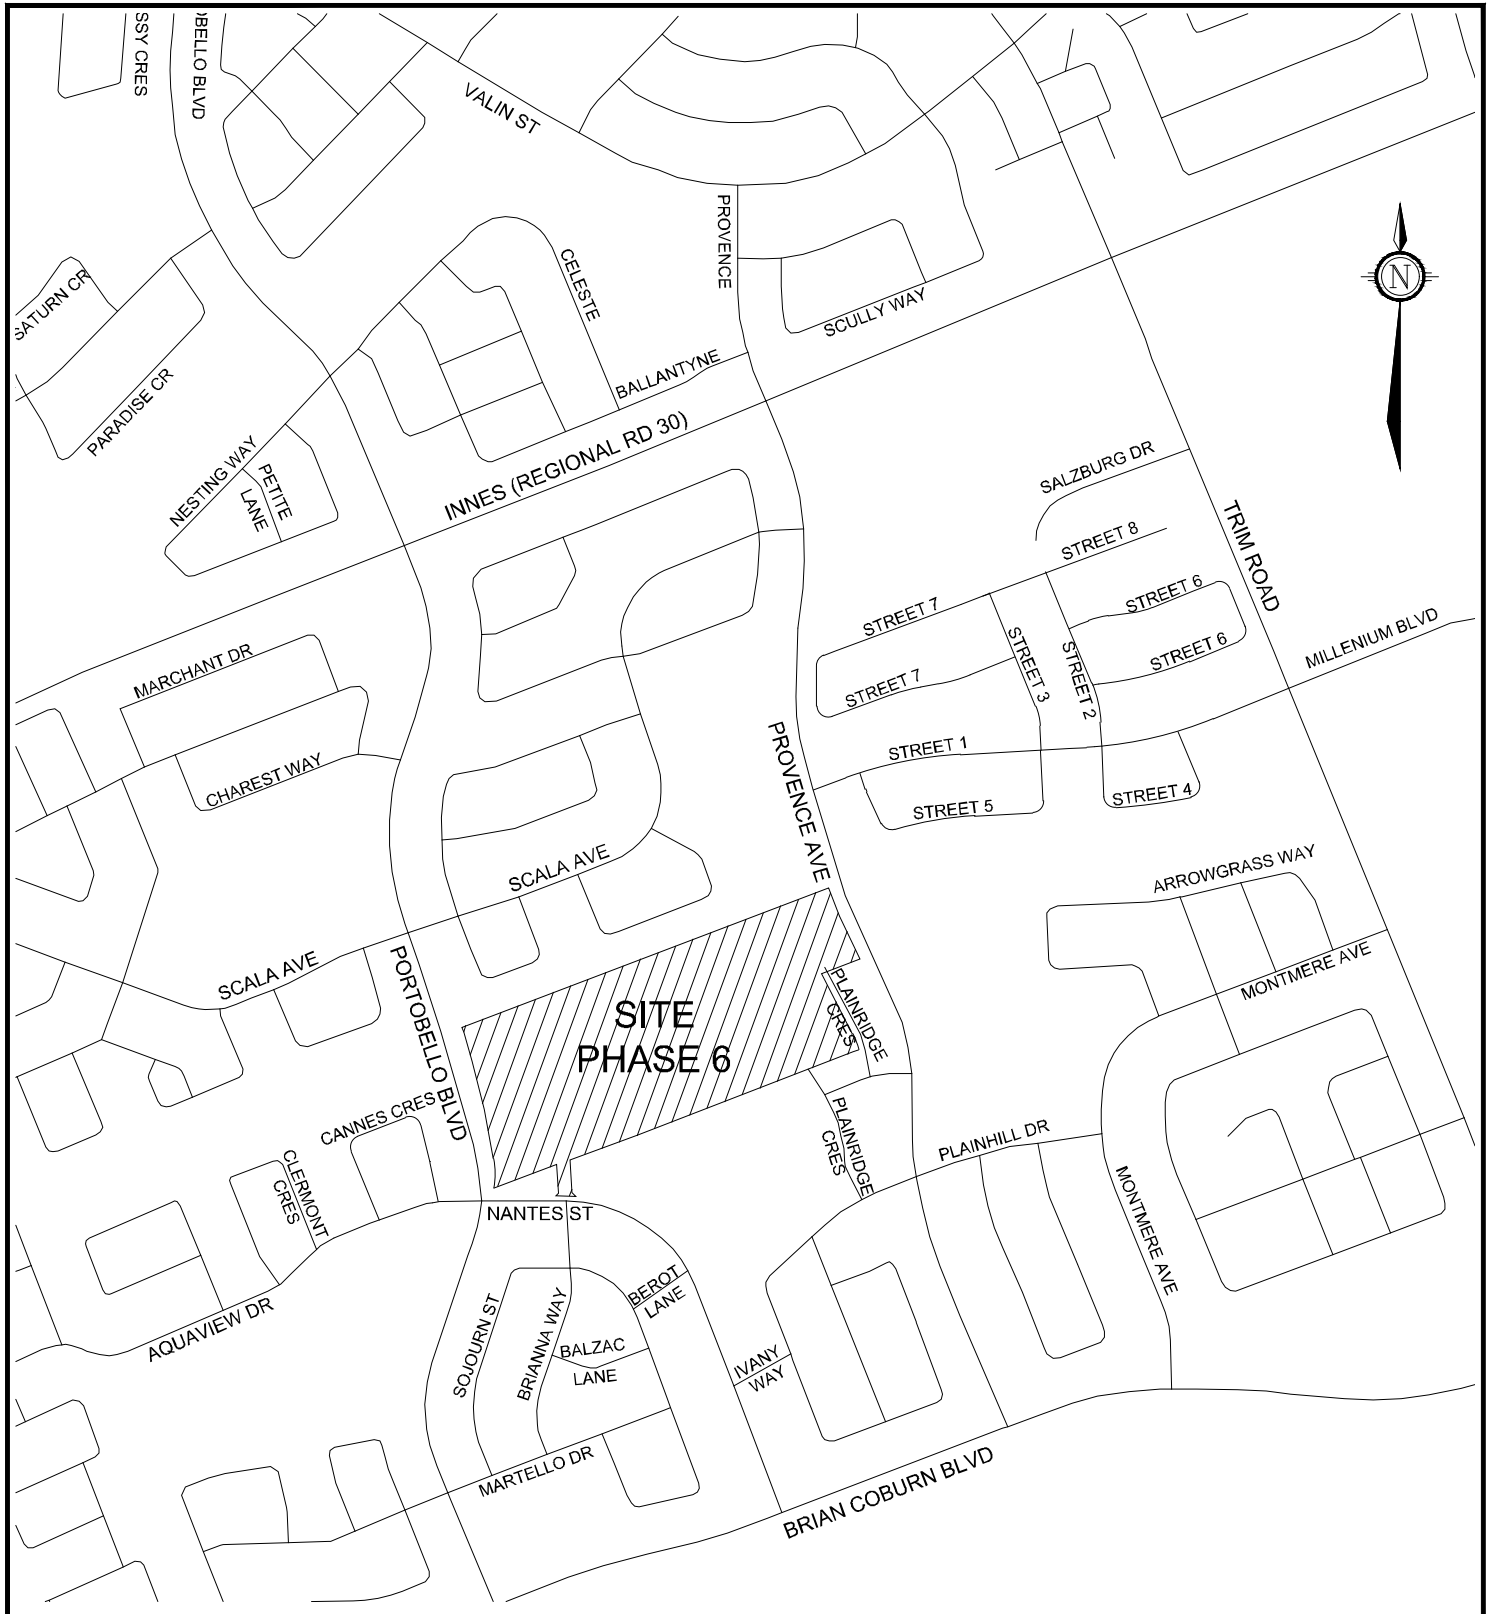 SSY CRES
OBELLO BLVD
VALIN ST
PROVENCE
CELESTE
SATURN CR
N
SCULLY WAY
BALLANTYNE
PARADISE CR
INNES (REGIONAL RD 30)
NESTING WAY
PETITE
LANE
SALZBURG DR
TRIM ROAD
STREET 8
STREET 6
STREET 7
MILLENIUM BLVD
STREET 6
MARCHANT DR
STREET 3
STREET 2
STREET 7
PROVENCE AVE
STREET 1
CHAREST WAY
STREET 4
STREET 5
SCALA AVE
ARROWGRASS WAY
SCALA AVE
PORTOBELLO BLVD
MONTMERE AVE
SITE
PHASE 6
PLAINRIDGE
CRES
CANNES CRES
PLAINRIDGE
CRES
PLAINHILL DR
CLERMONT
CRES
MONTMERE AVE
NANTES ST
BEROT
LANE
AQUAVIEW DR
SOJOURN ST
BRIANNA WAY
BALZAC
LANE
IVANY
WAY
MARTELLO DR
BRIAN COBURN BLVD